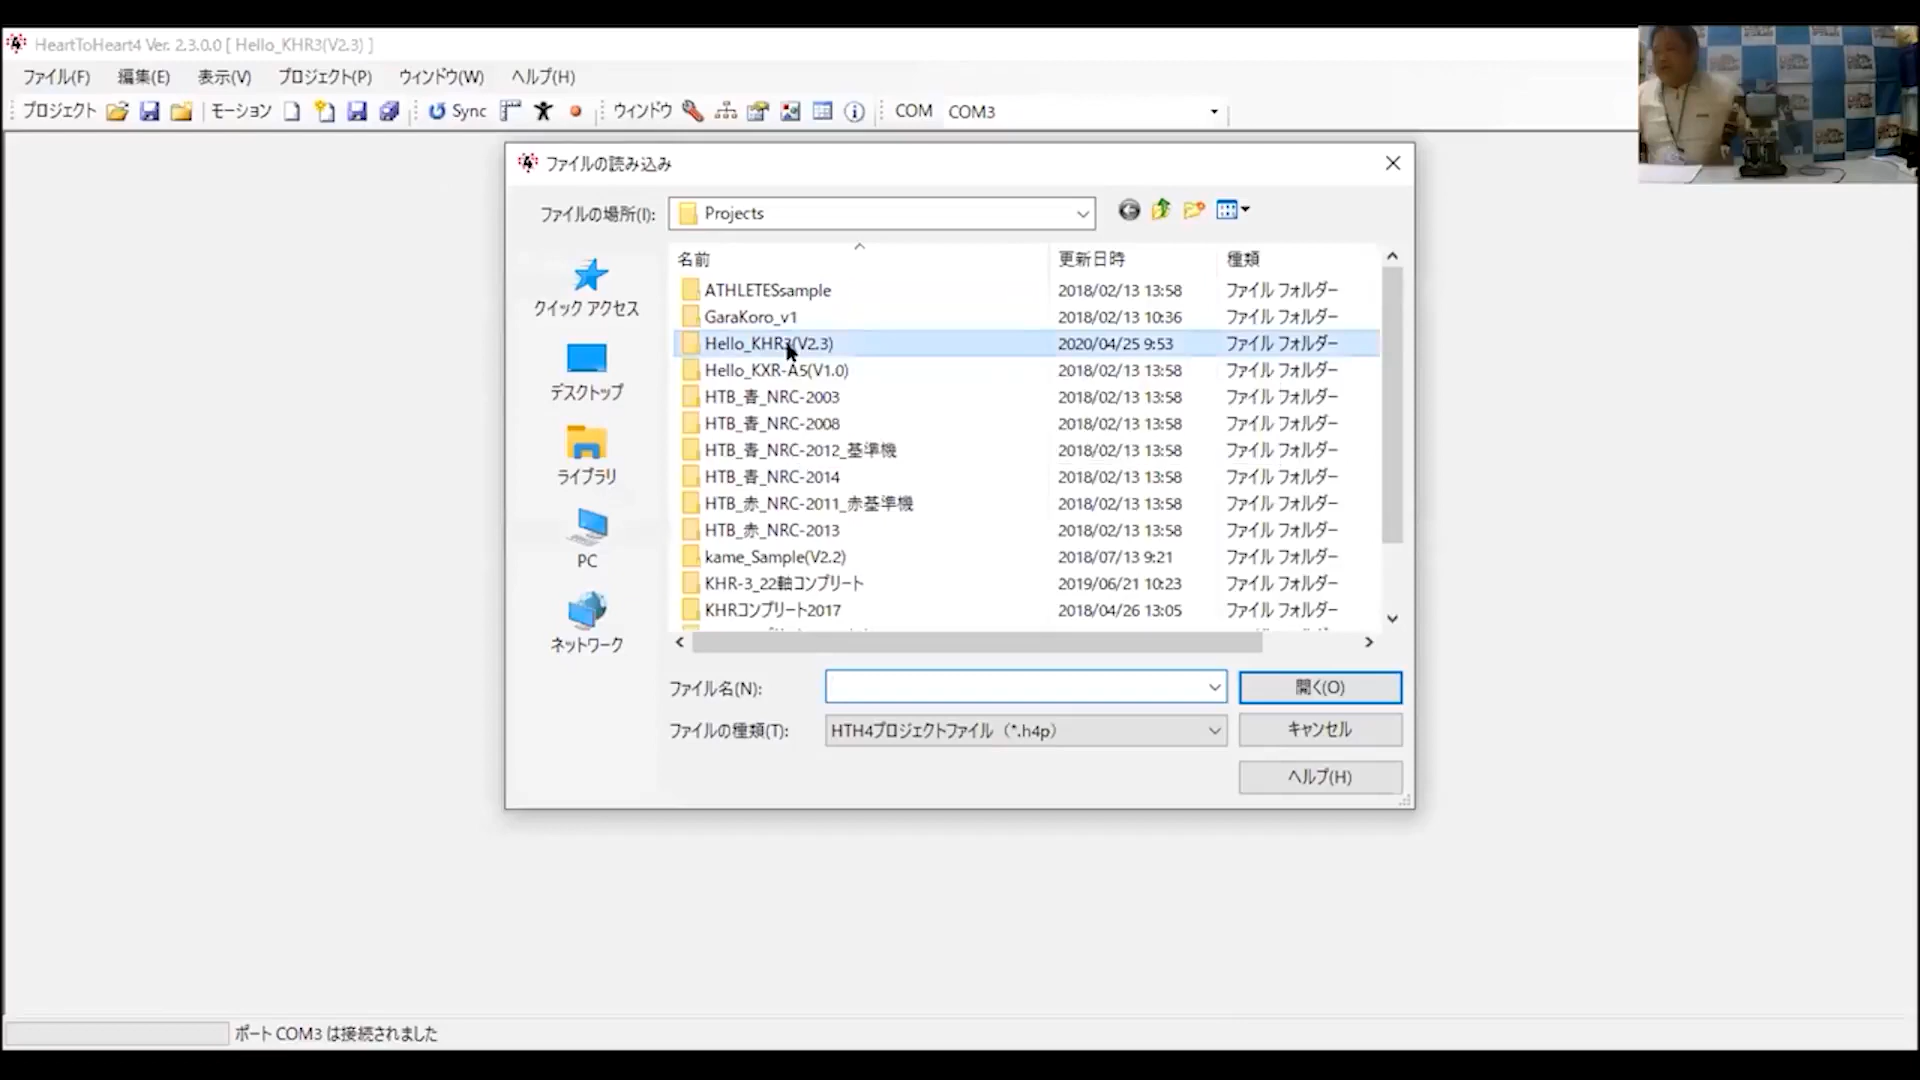 HeartToHeart4 Ver. 2.3.0.0 [ Hello_KHR3(V2.3) ]
ファイル(F) 編集(E) 表示(V) プロジェクト(P) ウィンドウ(W) ヘルプ(H)
プロジェクト モーション Sync ウィンドウ COM COM3
ファイルの読み込み
ファイルの場所(I): Projects
名前 更新日時 種類
ATHLETESsample 2018/02/13 13:58 ファイル フォルダー
GaraKoro_v1 2018/02/13 10:36 ファイル フォルダー
Hello_KHR3(V2.3) 2020/04/25 9:53 ファイル フォルダー
Hello_KXR-A5(V1.0) 2018/02/13 13:58 ファイル フォルダー
HTB_青_NRC-2003 2018/02/13 13:58 ファイル フォルダー
HTB_青_NRC-2008 2018/02/13 13:58 ファイル フォルダー
HTB_青_NRC-2012_基準機 2018/02/13 13:58 ファイル フォルダー
HTB_青_NRC-2014 2018/02/13 13:58 ファイル フォルダー
HTB_赤_NRC-2011_赤基準機 2018/02/13 13:58 ファイル フォルダー
HTB_赤_NRC-2013 2018/02/13 13:58 ファイル フォルダー
kame_Sample(V2.2) 2018/07/13 9:21 ファイル フォルダー
KHR-3_22軸コンプリート 2019/06/21 10:23 ファイル フォルダー
KHRコンプリート2017 2018/04/26 13:05 ファイル フォルダー
クイック アクセス
デスクトップ
ライブラリ
PC
ネットワーク
ファイル名(N): 開く(O)
ファイルの種類(T): HTH4プロジェクトファイル (*.h4p) キャンセル
ヘルプ(H)
ポート COM3 は接続されました